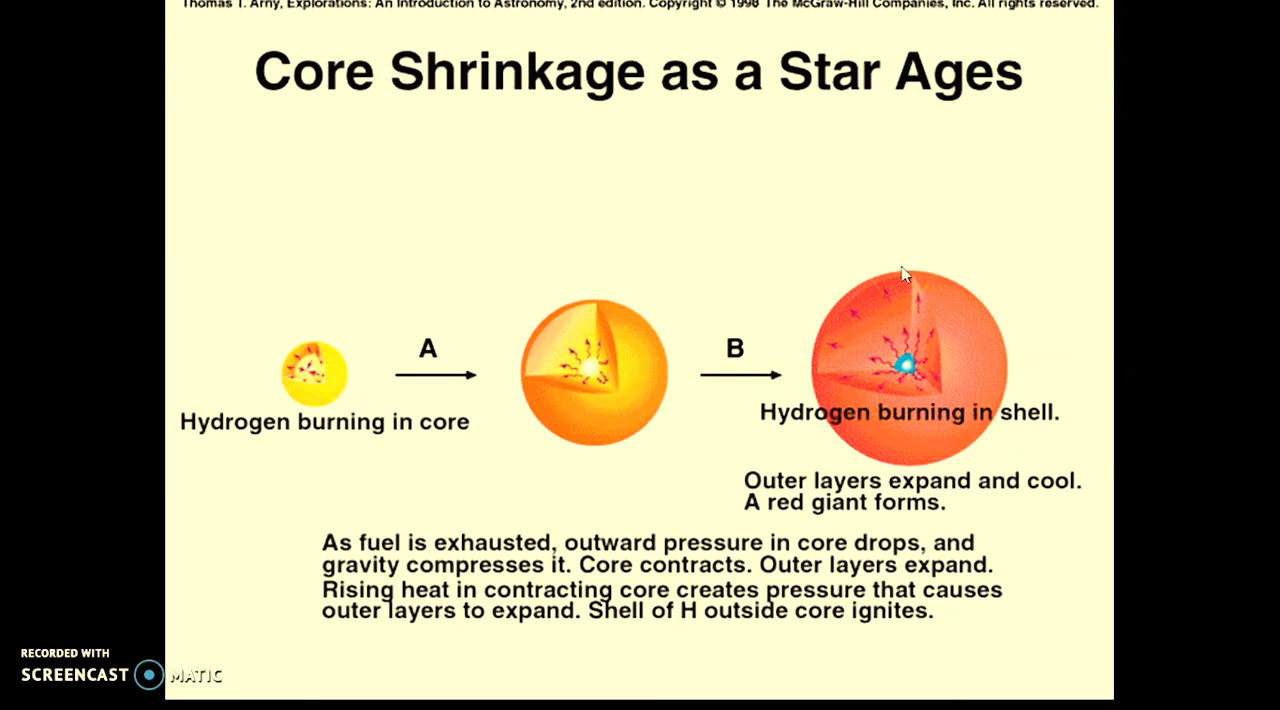 Thomas T. Arny, Explorations: An Introduction to Astronomy, 2nd edition. Copyright © 1998 The McGraw-Hill Companies, Inc. All rights reserved.
Core Shrinkage as a Star Ages
A
B
Hydrogen burning in core
Hydrogen burning in shell.
Outer layers expand and cool.
A red giant forms.
As fuel is exhausted, outward pressure in core drops, and
gravity compresses it. Core contracts. Outer layers expand.
Rising heat in contracting core creates pressure that causes
outer layers to expand. Shell of H outside core ignites.
RECORDED WITH
SCREENCAST MATIC